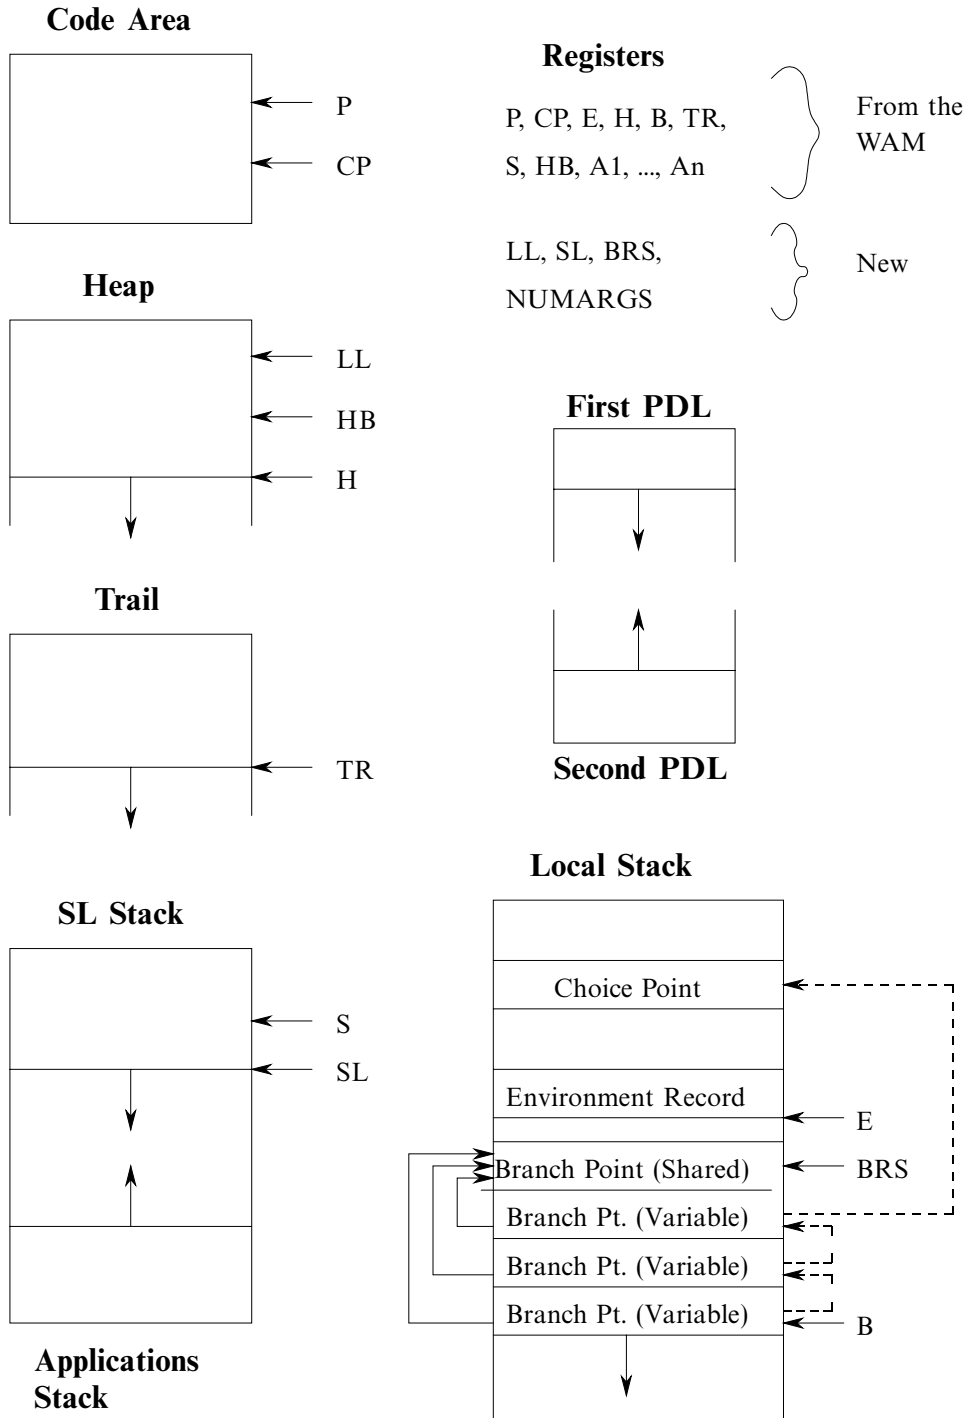 Code Area
P
CP
Registers
P, CP, E, H, B, TR,
S, HB, A1, ..., An
From the
WAM
LL, SL, BRS,
NUMARGS
New
Heap
LL
HB
H
First PDL
Second PDL
Trail
TR
SL Stack
S
SL
Applications
Stack
Local Stack
Choice Point
Environment Record
E
Branch Point (Shared)
BRS
Branch Pt. (Variable)
Branch Pt. (Variable)
Branch Pt. (Variable)
B